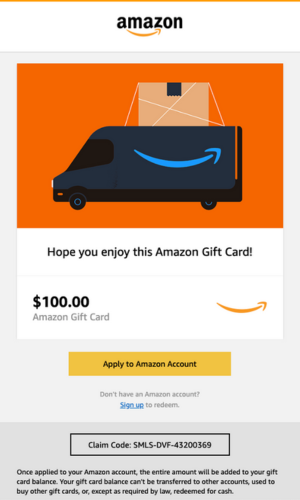 amazon
Hope you enjoy this Amazon Gift Card!
$100.00
Amazon Gift Card
Apply to Amazon Account
Don't have an Amazon account?
Sign up to redeem.
Claim Code: SMLS-DVF-43200369
Once applied to your Amazon account, the entire amount will be added to your gift
card balance. Your gift card balance can't be transferred to other accounts, used to
buy other gift cards, or, except as required by law, redeemed for cash.